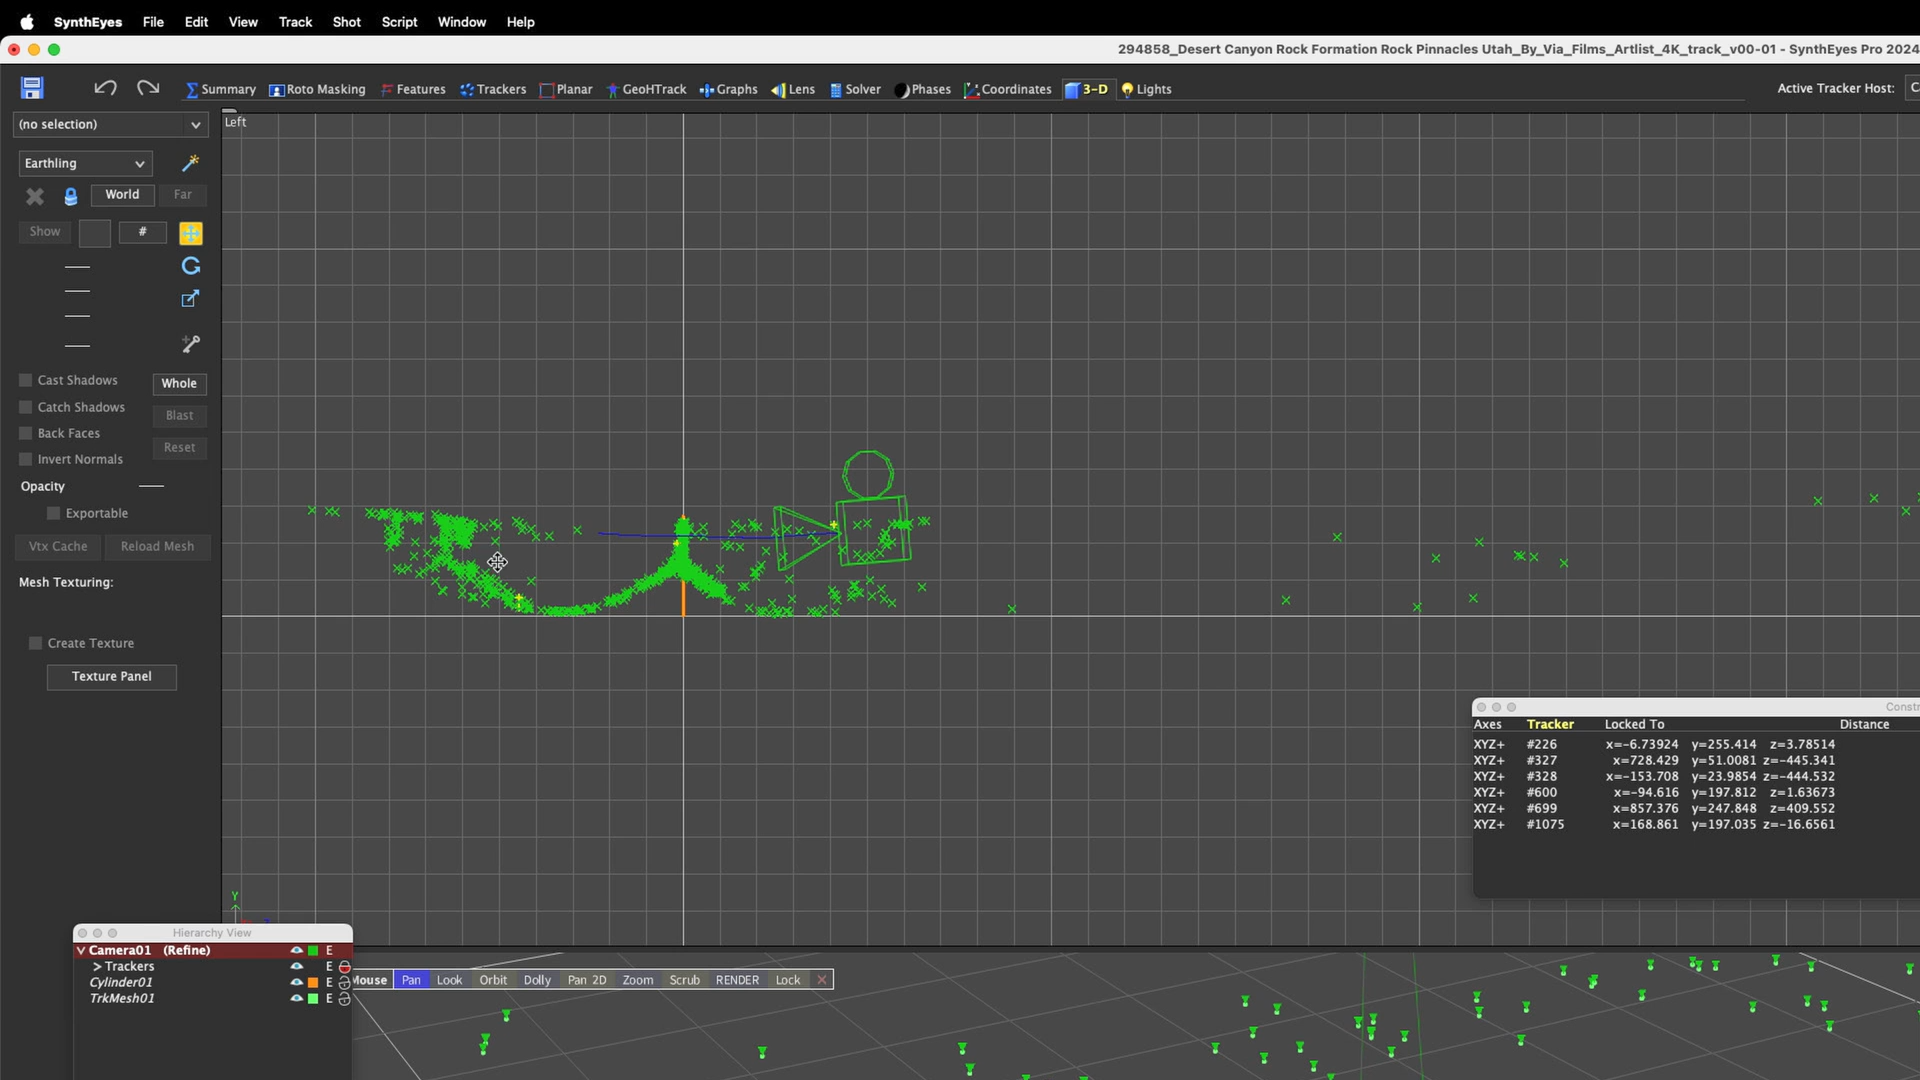 SynthEyes File Edit View Track Shot Script Window Help
294858_Desert Canyon Rock Formation Rock Pinnacles Utah_By_Via_Films_Artlist_4K_track_v00-01 - SynthEyes Pro 2024
Summary Roto Masking Features Trackers Planar GeoHTrack Graphs Lens Solver Phases Coordinates 3-D Lights Active Tracker Host:
(no selection)
Left
Earthling
World Far
Show #
Cast Shadows Whole
Catch Shadows Blast
Back Faces
Invert Normals Reset
Opacity
Exportable
Vtx Cache Reload Mesh
Mesh Texturing:
Create Texture
Texture Panel
Axes Tracker Locked To Distance
XYZ+ #226 x=-6.73924 y=255.414 z=3.78514
XYZ+ #327 x=728.429 y=51.0081 z=-445.341
XYZ+ #328 x=-153.708 y=23.9854 z=-444.532
XYZ+ #600 x=-94.616 y=197.812 z=1.63673
XYZ+ #699 x=857.376 y=247.848 z=409.552
XYZ+ #1075 x=168.861 y=197.035 z=-16.6561
Y
Hierarchy View
Camera01 (Refine) E
Trackers E
Cylinder01 E
TrkMesh01 E
Mouse Pan Look Orbit Dolly Pan 2D Zoom Scrub RENDER Lock